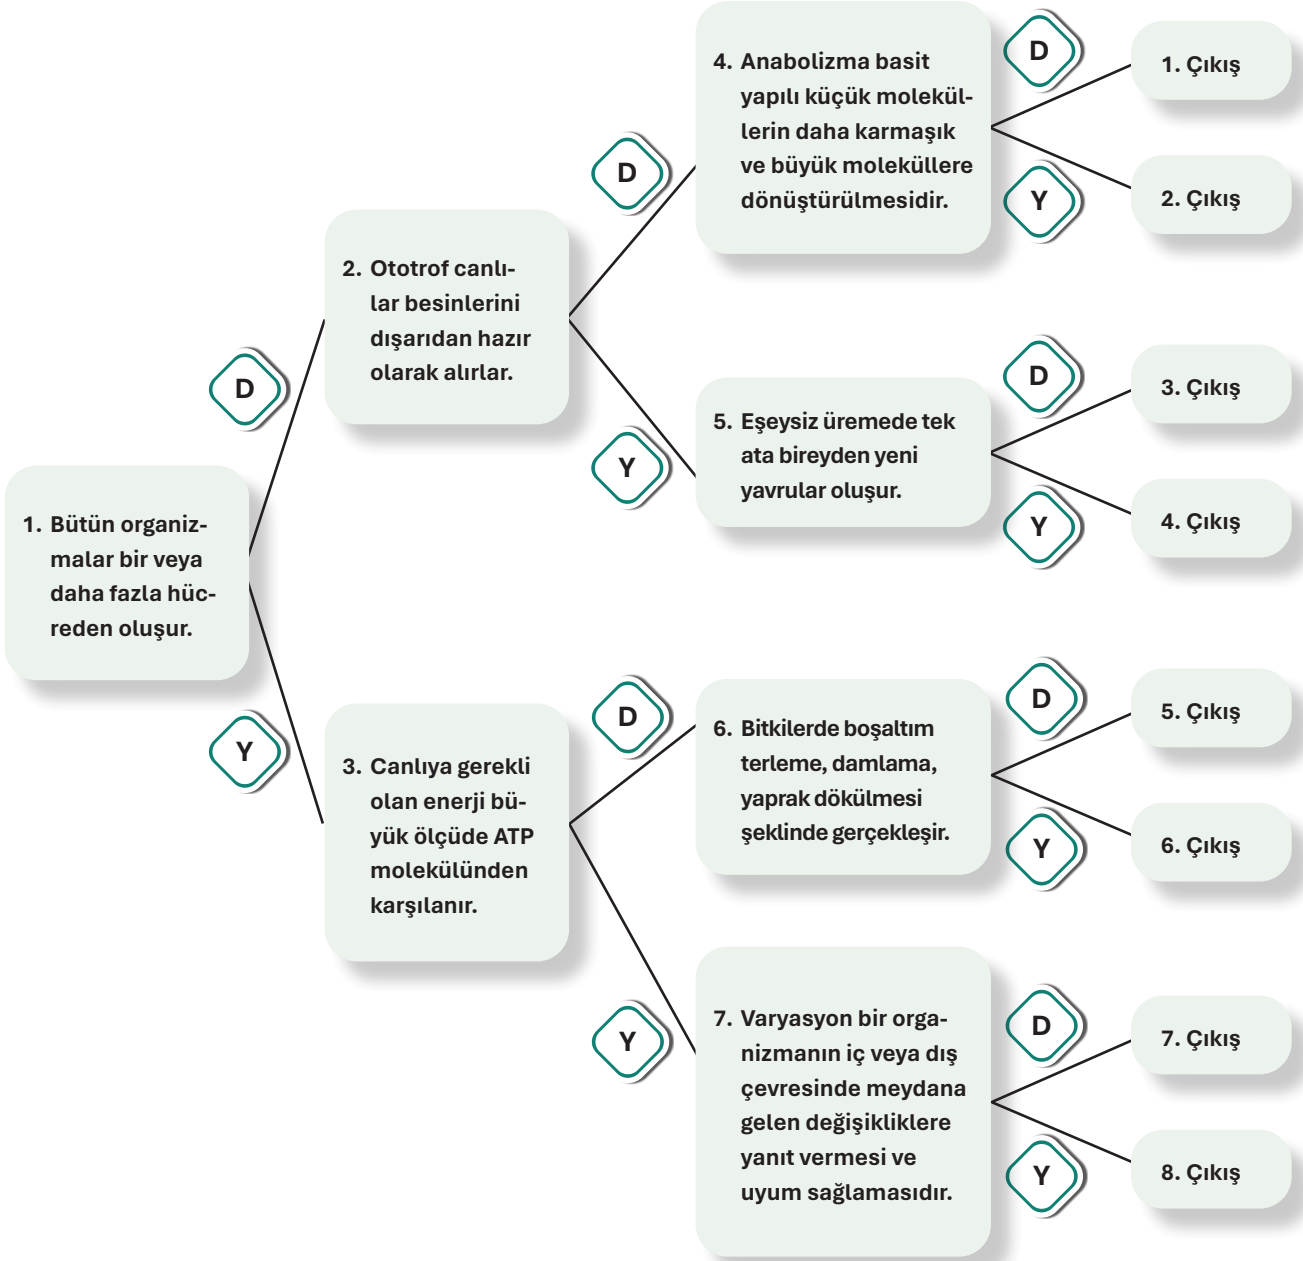 1. Bütün organiz-
malar bir veya
daha fazla hüc-
reden oluşur.
D
Y
2. Ototrof canlı-
lar besinlerini
dışarıdan hazır
olarak alırlar.
D
Y
3. Canlıya gerekli
olan enerji bü-
yük ölçüde ATP
molekülünden
karşılanır.
D
Y
4. Anabolizma basit
yapılı küçük molekül-
lerin daha karmaşık
ve büyük moleküllere
dönüştürülmesidir.
D
Y
1. Çıkış
2. Çıkış
5. Eşeysiz üremede tek
ata bireyden yeni
yavrular oluşur.
D
Y
3. Çıkış
4. Çıkış
6. Bitkilerde boşaltım
terleme, damlama,
yaprak dökülmesi
şeklinde gerçekleşir.
D
Y
5. Çıkış
6. Çıkış
7. Varyasyon bir orga-
nizmanın iç veya dış
çevresinde meydana
gelen değişikliklere
yanıt vermesi ve
uyum sağlamasıdır.
D
Y
7. Çıkış
8. Çıkış